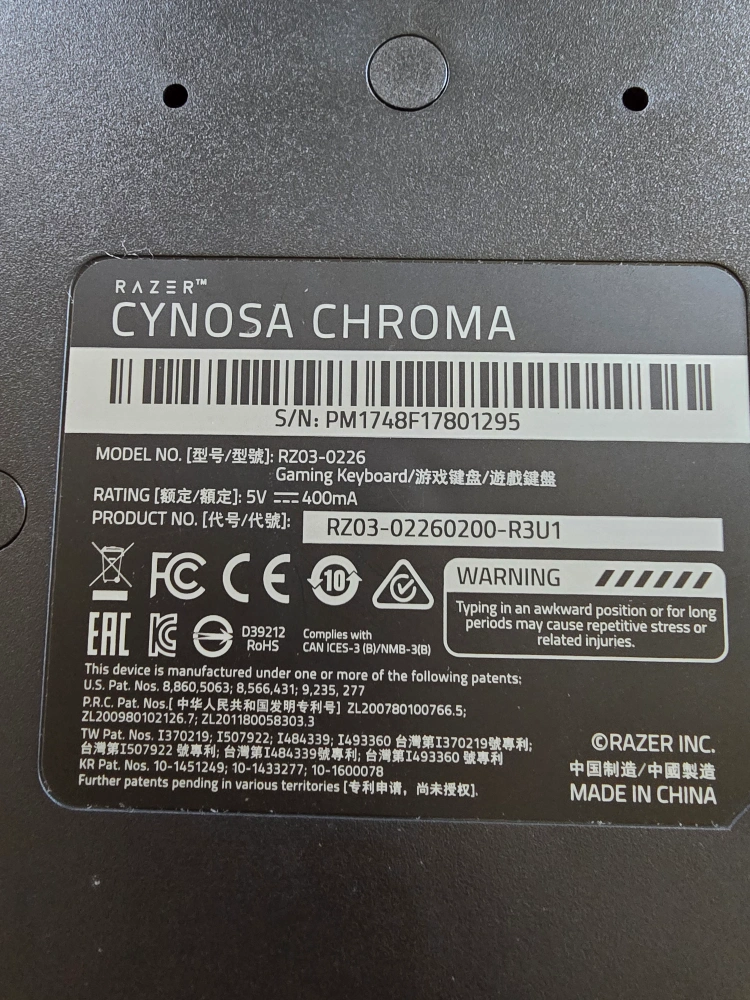 RAZER™
CYNOSA CHROMA
S/N: PM1748F17801295
MODEL NO. [型号/型號]: RZ03-0226
Gaming Keyboard/游戏键盘/遊戲鍵盤
RATING [额定/額定]: 5V ⎓ 400mA
PRODUCT NO. [代号/代號]: RZ03-02260200-R3U1
FC CE 10
WARNING
Typing in an awkward position or for long
periods may cause repetitive stress or
related injuries.
EAC D39212
RoHS
Complies with
CAN ICES-3 (B)/NMB-3(B)
This device is manufactured under one or more of the following patents:
U.S. Pat. Nos. 8,860,5063; 8,566,431; 9,235, 277
P.R.C. Pat. Nos.[ 中华人民共和国发明专利号] ZL200780100766.5;
ZL200980102126.7; ZL201180058303.3
TW Pat. Nos. I370219; I507922; I484339; I493360 台灣第I370219號專利;
台灣第I507922 號專利; 台灣第I484339號專利; 台灣第I493360 號專利
KR Pat. Nos. 10-1451249; 10-1433277; 10-1600078
Further patents pending in various territories [专利申请，尚未授权].
©RAZER INC.
中国制造/中國製造
MADE IN CHINA